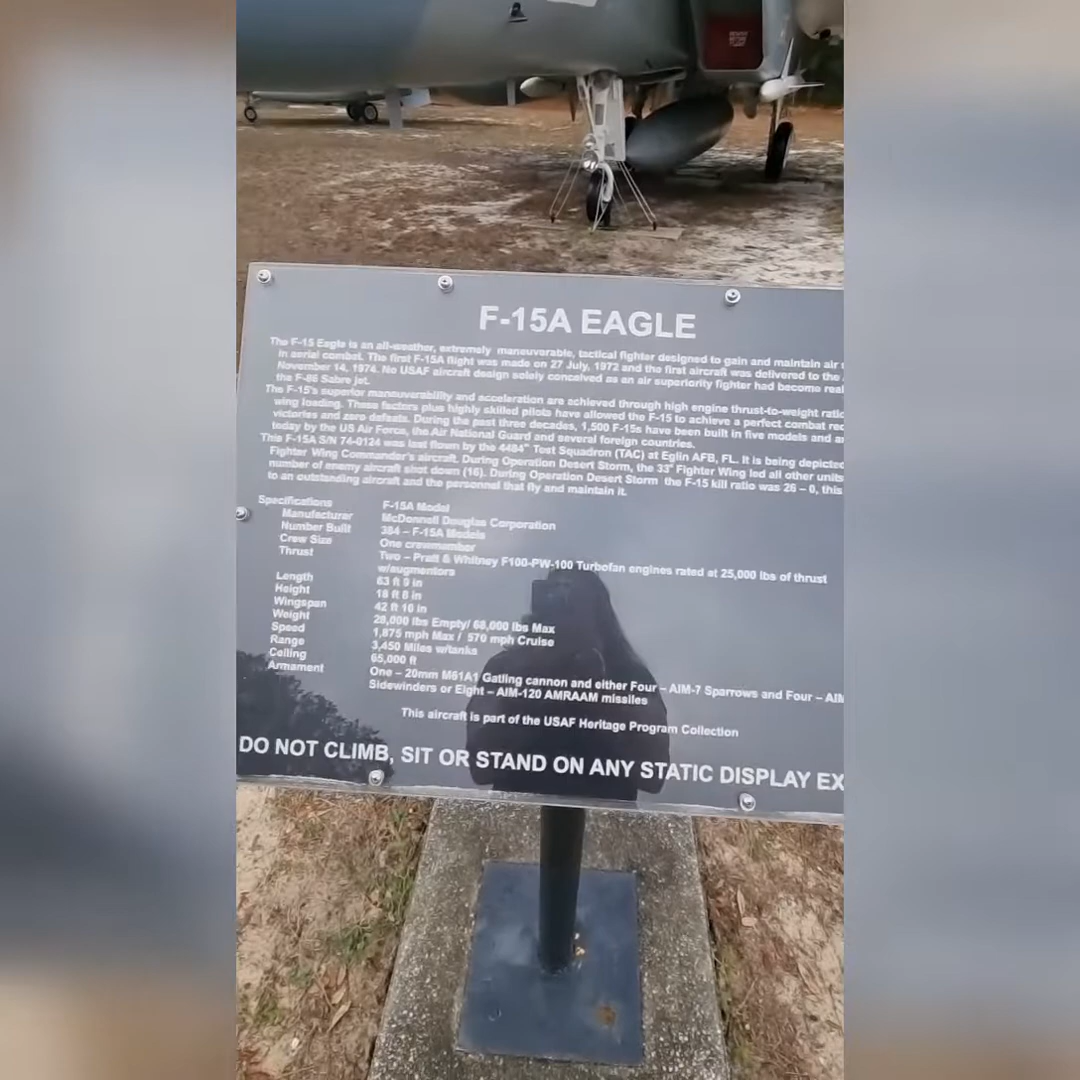 REMOVE BEFORE FLIGHT
F-15A EAGLE
The F-15 Eagle is an all-weather, extremely maneuverable, tactical fighter designed to gain and maintain air
in aerial combat. The first F-15A flight was made on 27 July, 1972 and the first aircraft was delivered to the
November 14, 1974. No USAF aircraft design solely conceived as an air superiority fighter had become
the F-86 Sabre jet.
The F-15's superior maneuverability and acceleration are achieved through high engine thrust-to-weight
wing loading. These factors plus highly skilled pilots have allowed the F-15 to achieve a perfect combat
victories and zero defeats. During the past three decades, 1,500 F-15s have been built in five models and
today by the US Air Force, the Air National Guard and several foreign countries.
This F-15A S/N 74-0124 was last flown by the 4484th Test Squadron (TAC) at Eglin AFB, FL. It is being depicted
Fighter Wing Commander's aircraft. During Operation Desert Storm, the 33rd Fighter Wing led all other units
number of enemy aircraft shot down (16). During Operation Desert Storm the F-15 kill ratio was 26 – 0, this
to an outstanding aircraft and the personnel that fly and maintain it.
Specifications F-15A Model
Manufacturer McDonnell Douglas Corporation
Number Built 384 – F-15A Models
Crew Size One crewmember
Thrust Two – Pratt & Whitney F100-PW-100 Turbofan engines rated at 25,000 lbs of thrust
w/augmentors
Length 63 ft 9 in
Height 18 ft 8 in
Wingspan 42 ft 10 in
Weight 28,000 lbs Empty/ 68,000 lbs Max
Speed 1,875 mph Max / 570 mph Cruise
Range 3,450 Miles w/tanks
Ceiling 65,000 ft
Armament One – 20mm M61A1 Gatling cannon and either Four – AIM-7 Sparrows and Four –
Sidewinders or Eight – AIM-120 AMRAAM missiles
This aircraft is part of the USAF Heritage Program Collection
DO NOT CLIMB, SIT OR STAND ON ANY STATIC DISPLAY